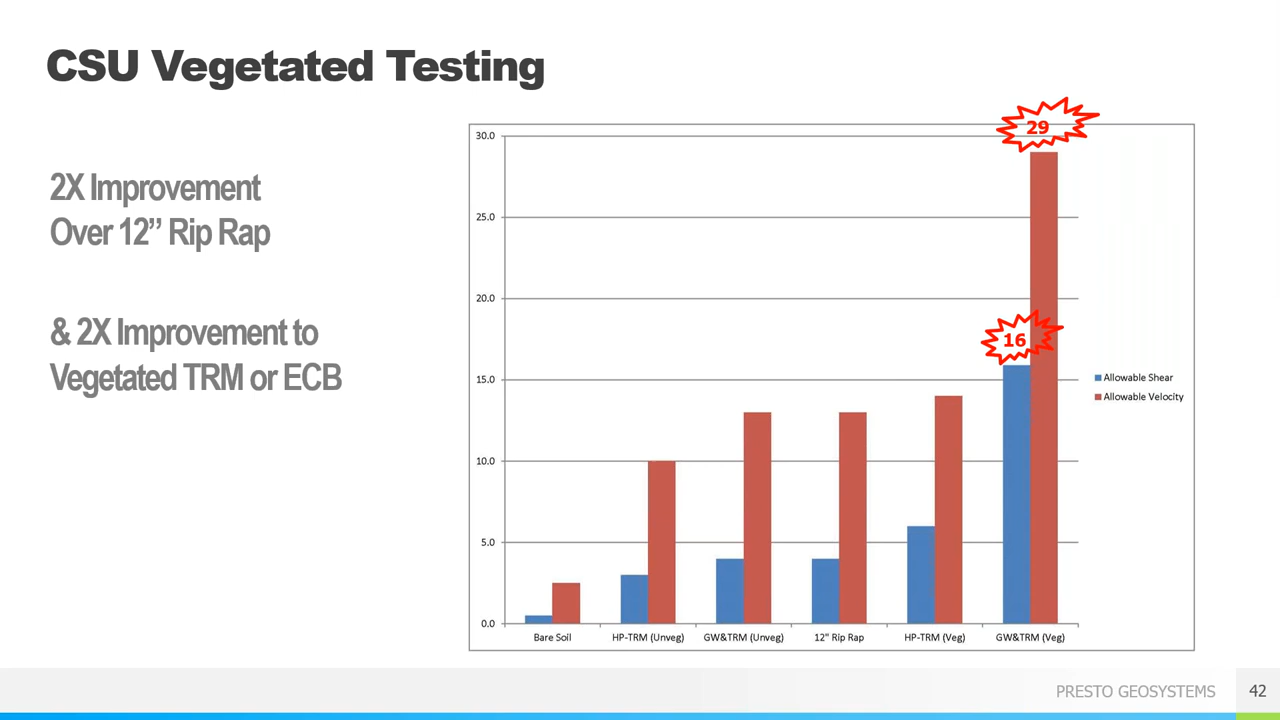 CSU Vegetated Testing
2X Improvement
Over 12” Rip Rap
& 2X Improvement to
Vegetated TRM or ECB
30.0
25.0
20.0
15.0
10.0
5.0
0.0
29
16
Bare Soil
HP-TRM (Unveg)
GW&TRM (Unveg)
12" Rip Rap
HP-TRM (Veg)
GW&TRM (Veg)
Allowable Shear
Allowable Velocity
PRESTO GEOSYSTEMS
42